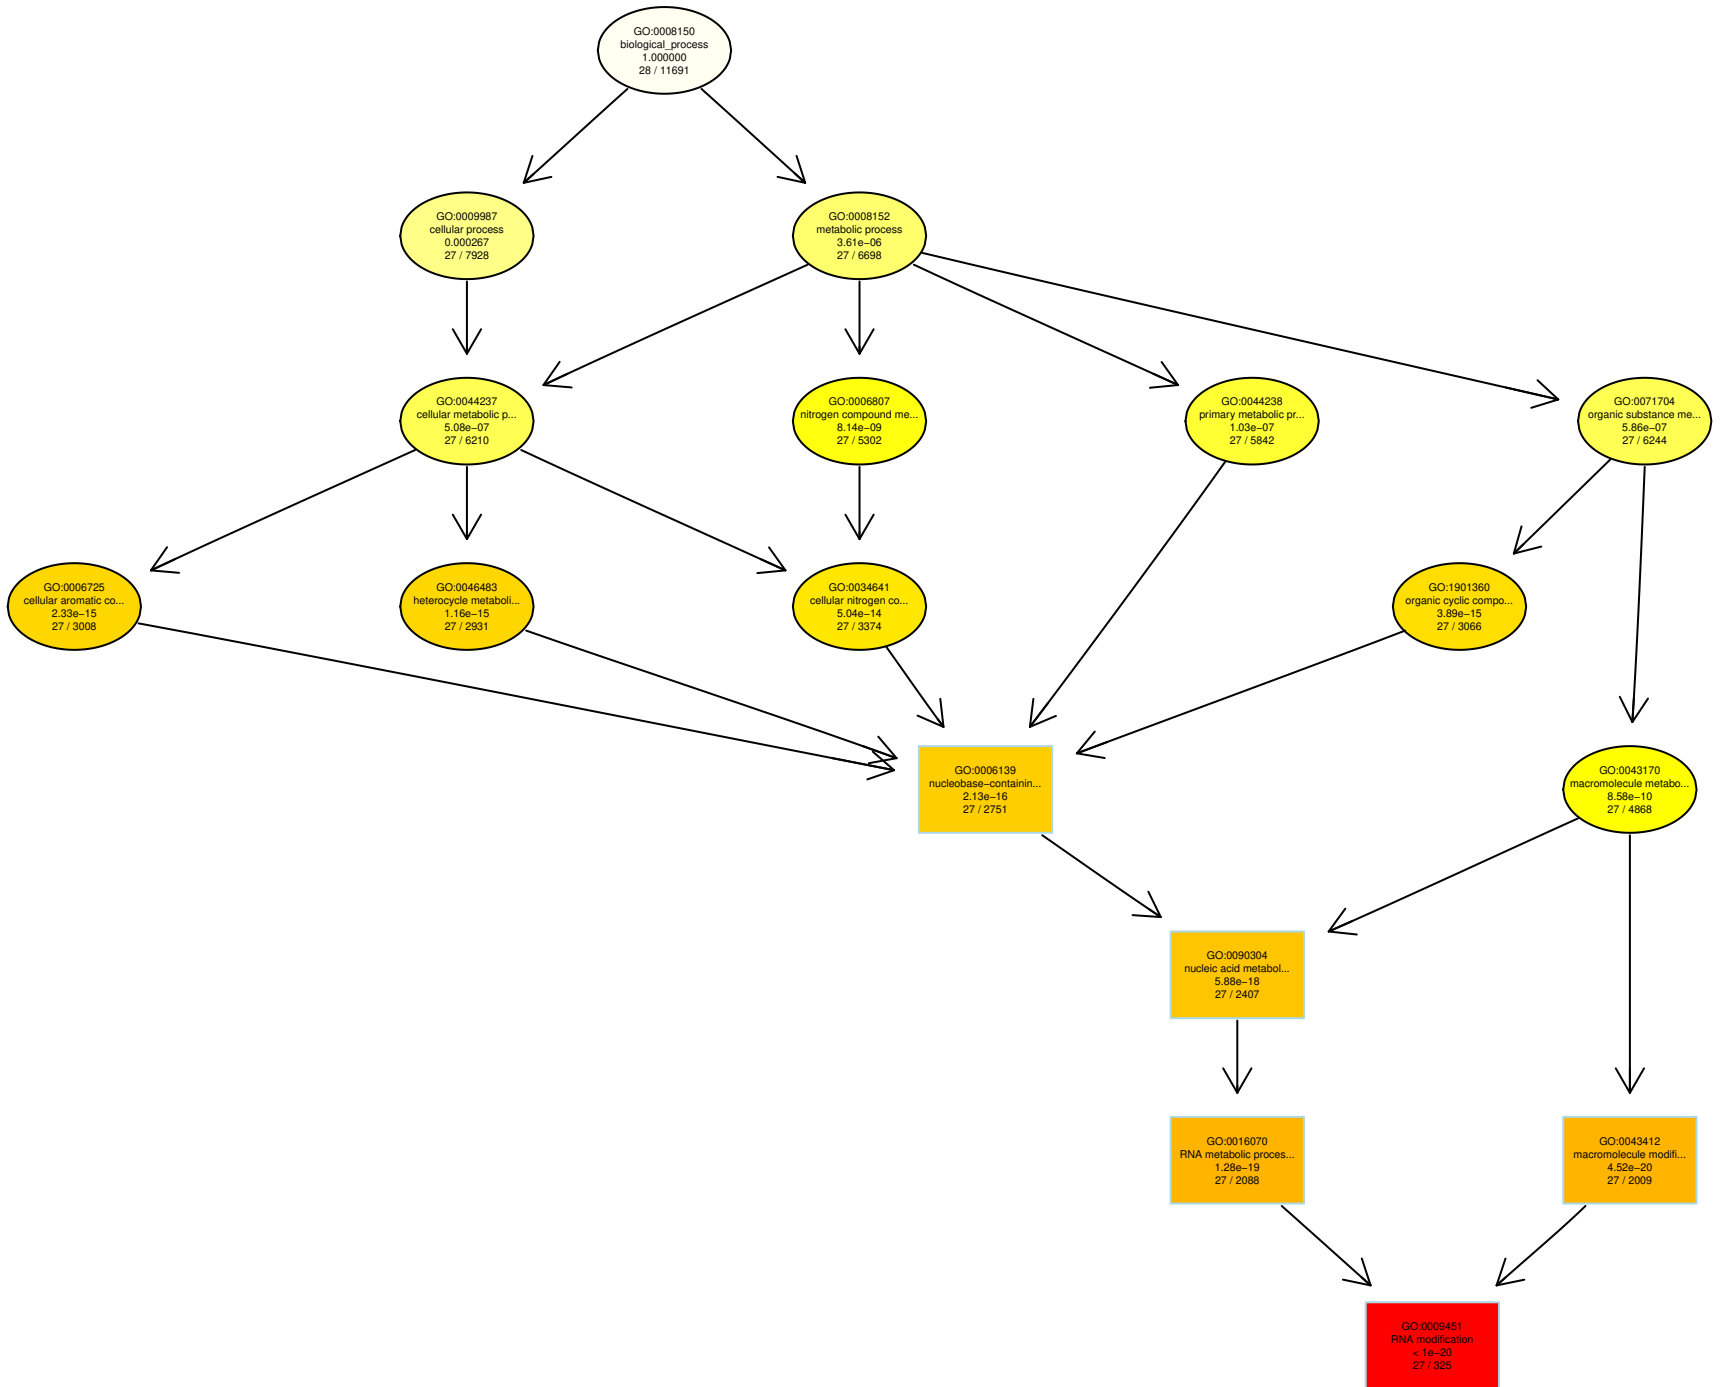 GO:0008150
biological_process
1.000000
28 / 11691
GO:0009987
cellular process
0.000267
27 / 7928
GO:0008152
metabolic process
3.61e−06
27 / 6698
GO:0044237
cellular metabolic p...
5.08e−07
27 / 6210
GO:0006807
nitrogen compound me...
8.14e−09
27 / 5302
GO:0044238
primary metabolic pr...
1.03e−07
27 / 5842
GO:0071704
organic substance me...
5.86e−07
27 / 6244
GO:0006725
cellular aromatic co...
2.33e−15
27 / 3008
GO:0046483
heterocycle metaboli...
1.16e−15
27 / 2931
GO:0034641
cellular nitrogen co...
5.04e−14
27 / 3374
GO:1901360
organic cyclic compo...
3.89e−15
27 / 3066
GO:0006139
nucleobase−containin...
2.13e−16
27 / 2751
GO:0043170
macromolecule metabo...
8.58e−10
27 / 4868
GO:0090304
nucleic acid metabol...
5.88e−18
27 / 2407
GO:0016070
RNA metabolic proces...
1.28e−19
27 / 2088
GO:0043412
macromolecule modifi...
4.52e−20
27 / 2009
GO:0009451
RNA modification
< 1e−20
27 / 325